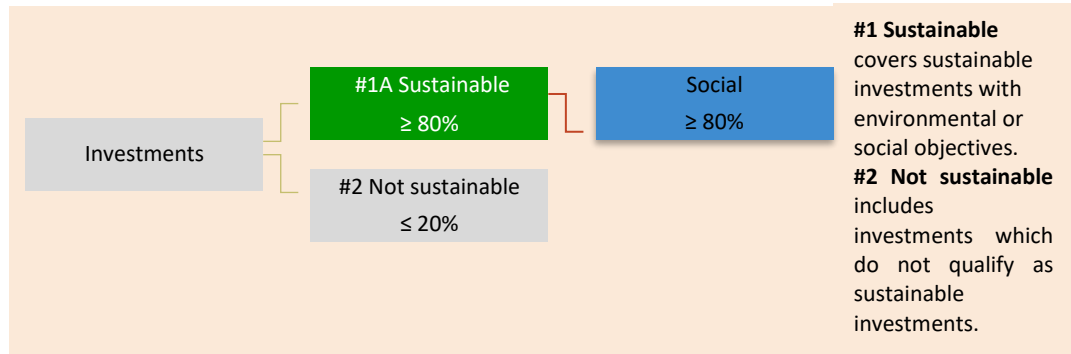 Investments
#1A Sustainable
≥ 80%
Social
≥ 80%
#2 Not sustainable
≤ 20%
#1 Sustainable
covers sustainable
investments with
environmental or
social objectives.
#2 Not sustainable
includes
investments which
do not qualify as
sustainable
investments.